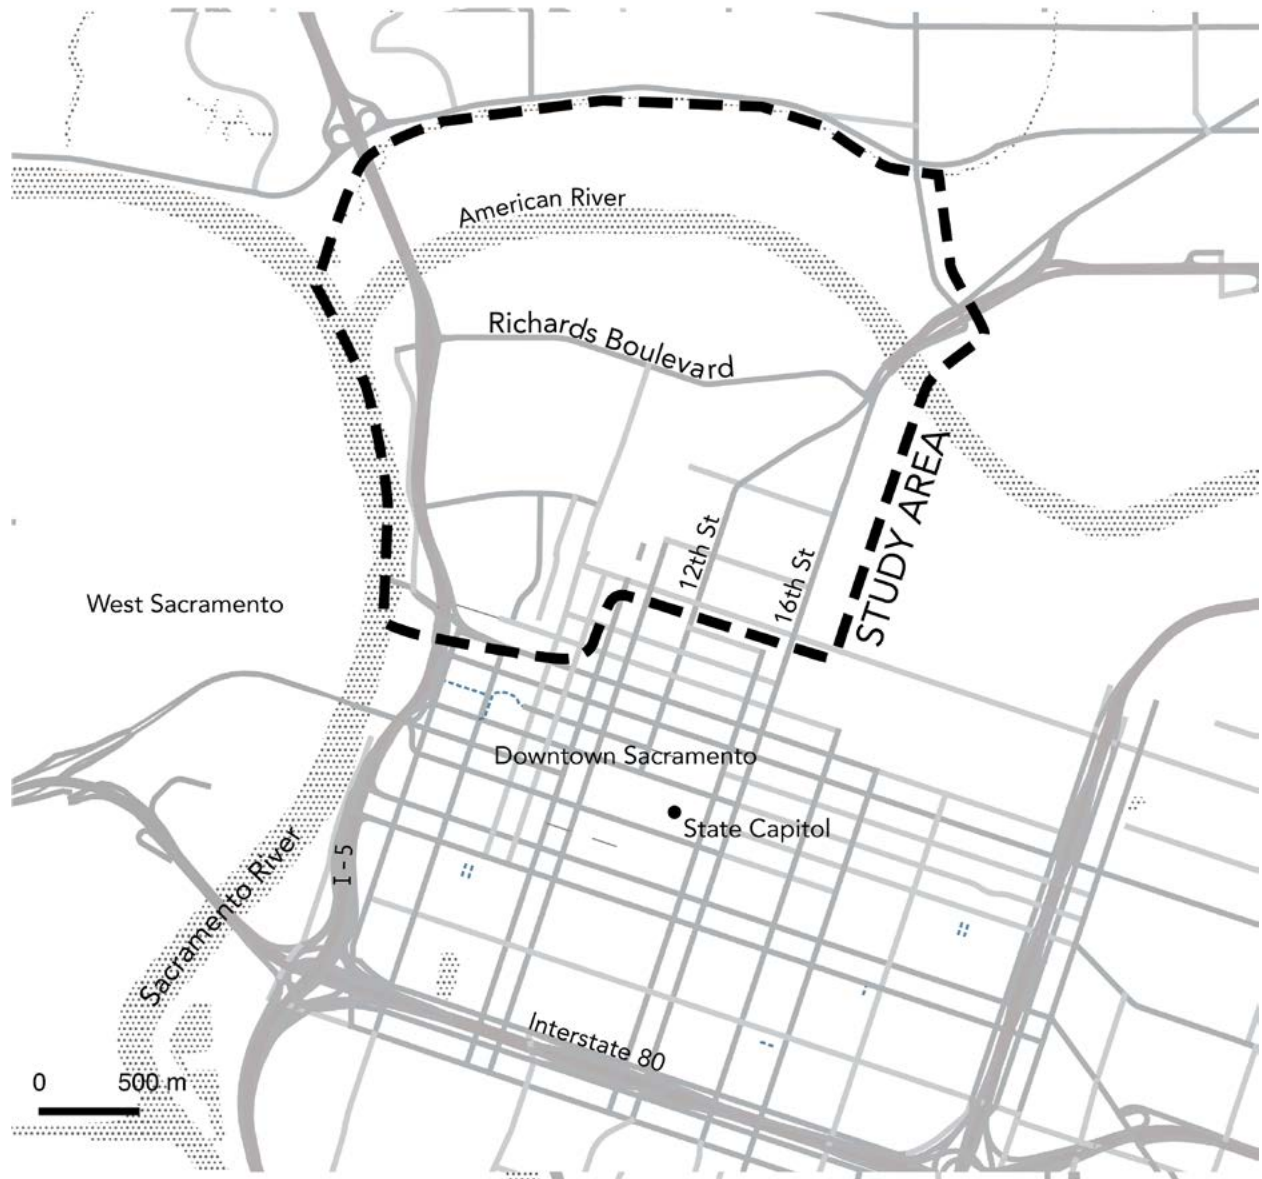 American River
Richards Boulevard
12th St
16th St
STUDY AREA
West Sacramento
Downtown Sacramento
State Capitol
I-5
Sacramento River
Interstate 80
0 500 m